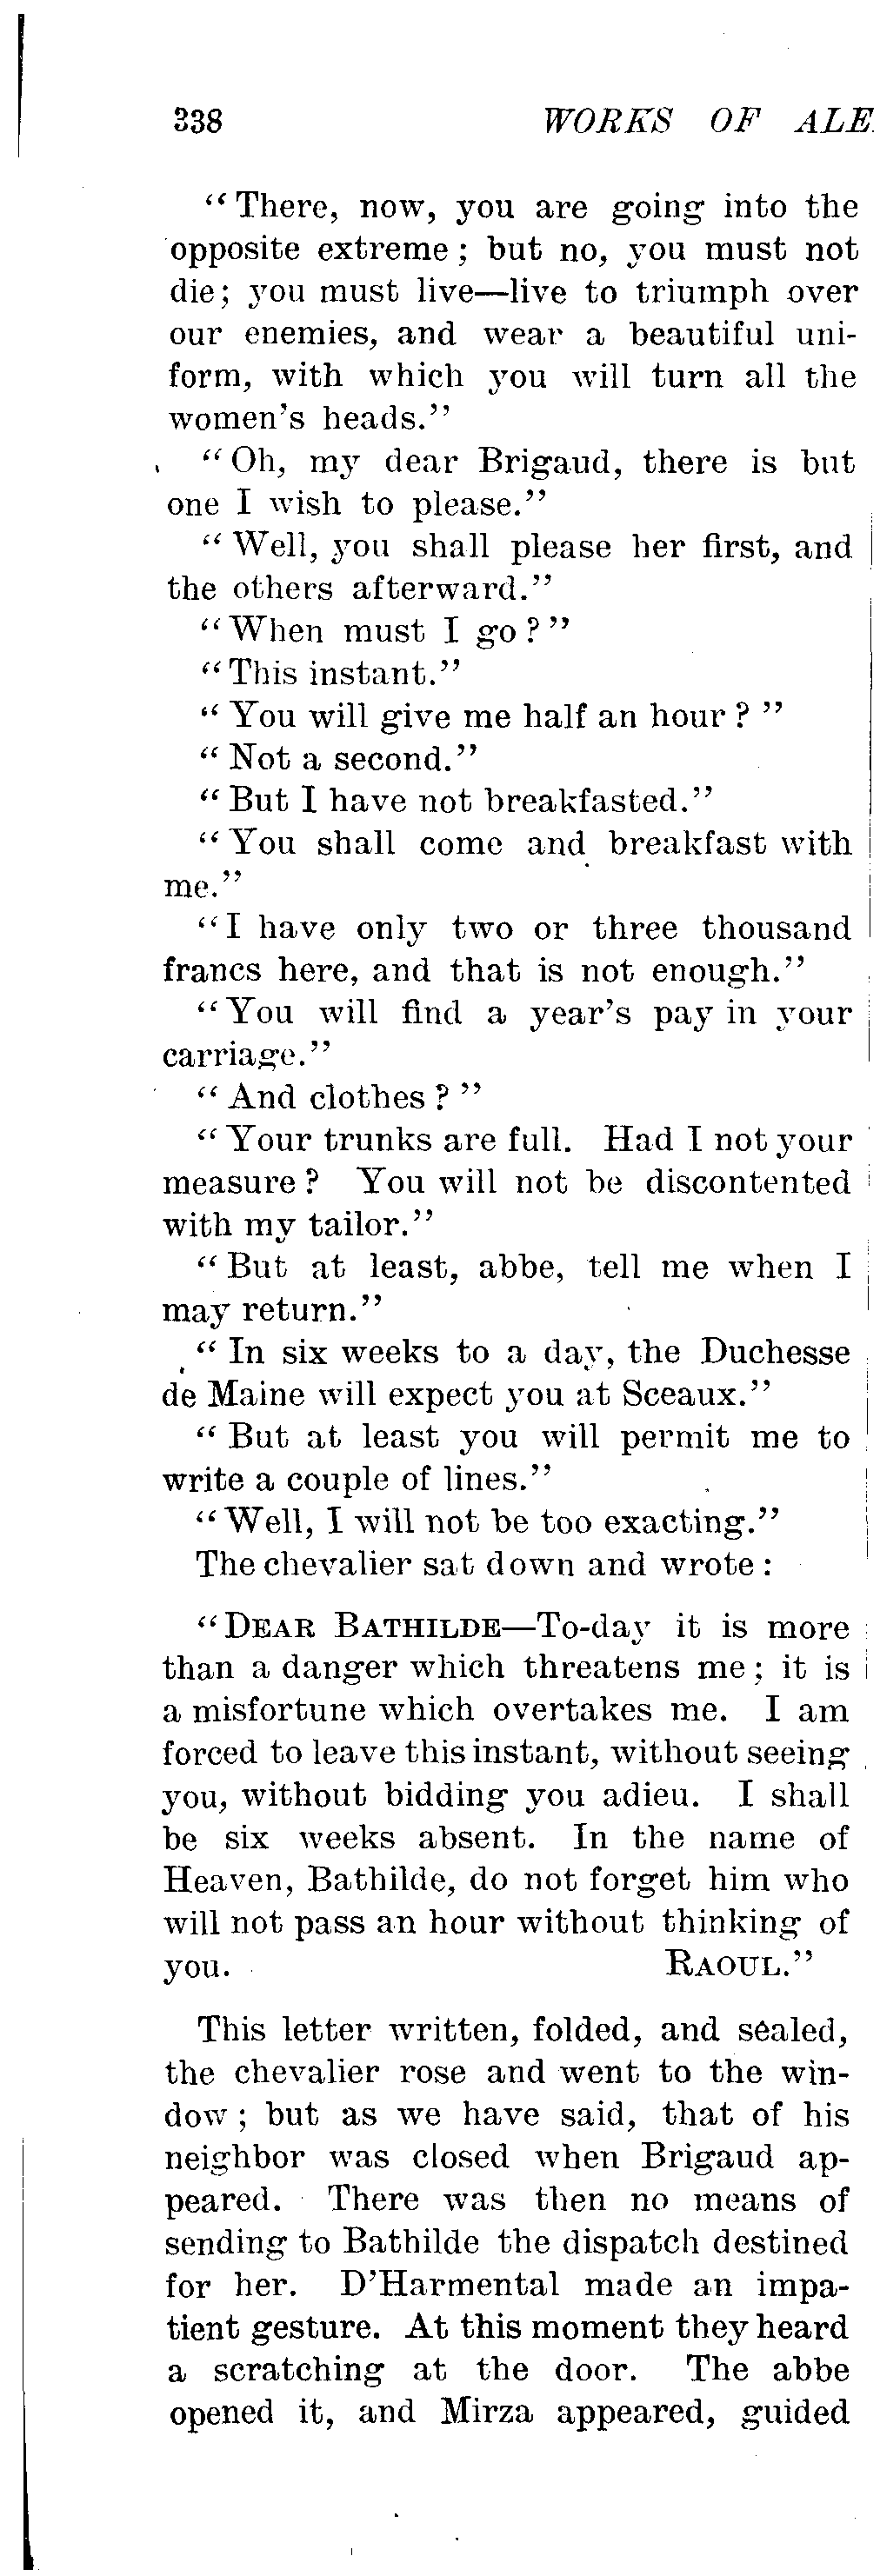 338 WORKS OF ALE
"There, now, you are going into the
opposite extreme; but no, you must not
die; you must live—live to triumph over
our enemies, and wear a beautiful uni-
form, with which you will turn all the
women's heads."
"Oh, my dear Brigaud, there is but
one I wish to please."
"Well, you shall please her first, and
the others afterward."
"When must I go?"
"This instant."
"You will give me half an hour?"
"Not a second."
"But I have not breakfasted."
"You shall come and breakfast with
me."
"I have only two or three thousand
francs here, and that is not enough."
"You will find a year's pay in your
carriage."
"And clothes?"
"Your trunks are full. Had I not your
measure? You will not be discontented
with my tailor."
"But at least, abbe, tell me when I
may return."
"In six weeks to a day, the Duchesse
de Maine will expect you at Sceaux."
"But at least you will permit me to
write a couple of lines."
"Well, I will not be too exacting."
The chevalier sat down and wrote:
"DEAR BATHILDE—To-day it is more
than a danger which threatens me; it is
a misfortune which overtakes me. I am
forced to leave this instant, without seeing
you, without bidding you adieu. I shall
be six weeks absent. In the name of
Heaven, Bathilde, do not forget him who
will not pass an hour without thinking of
you. RAOUL."
This letter written, folded, and sealed,
the chevalier rose and went to the win-
dow; but as we have said, that of his
neighbor was closed when Brigaud ap-
peared. There was then no means of
sending to Bathilde the dispatch destined
for her. D'Harmental made an impa-
tient gesture. At this moment they heard
a scratching at the door. The abbe
opened it, and Mirza appeared, guided